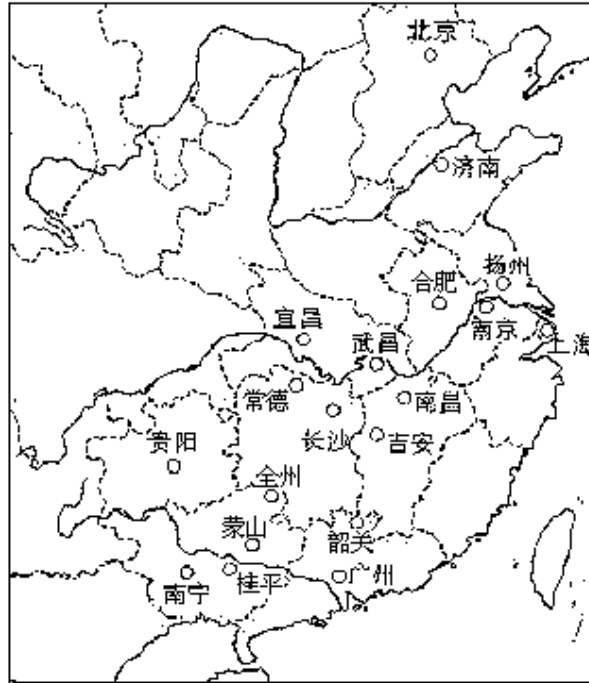 北京
济南
扬州
合肥
南京
上海
宜昌
武昌
常德
南昌
长沙
吉安
贵阳
全州
蒙山
韶关
桂平
广州
南宁